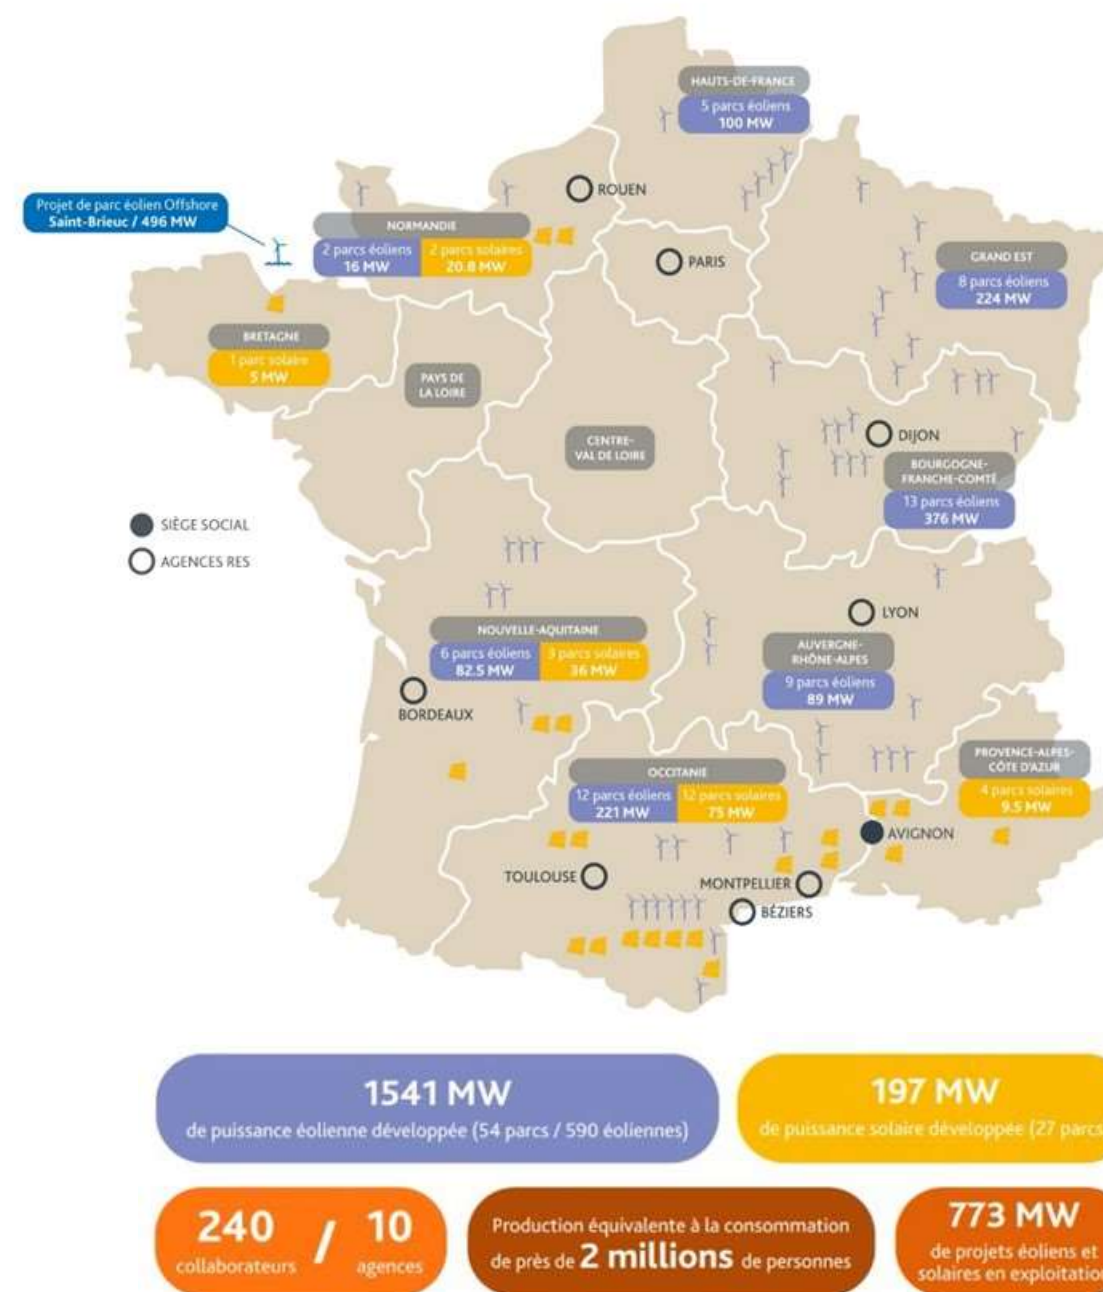 HAUTS-DE-FRANCE
5 parcs éoliens
100 MW
ROUEN
Projet de parc éolien Offshore
Saint-Brieuc / 496 MW
NORMANDIE
2 parcs éoliens
16 MW
2 parcs solaires
20.8 MW
PARIS
GRAND EST
8 parcs éoliens
224 MW
BRETAGNE
1 parc solaire
5 MW
PAYS DE
LA LOIRE
CENTRE-
VAL DE LOIRE
DIJON
BOURGOGNE-
FRANCHE-COMTÉ
13 parcs éoliens
376 MW
SIÈGE SOCIAL
AGENCES RES
LYON
NOUVELLE-AQUITAINE
6 parcs éoliens
82.5 MW
3 parcs solaires
36 MW
AUVERGNE-
RHÔNE-ALPES
9 parcs éoliens
89 MW
BORDEAUX
PROVENCE-ALPES-
CÔTE D'AZUR
4 parcs solaires
9.5 MW
OCCITANIE
12 parcs éoliens
221 MW
12 parcs solaires
75 MW
AVIGNON
TOULOUSE
MONTPELLIER
BÉZIERS
1541 MW
de puissance éolienne développée (54 parcs / 590 éoliennes)
197 MW
de puissance solaire développée (27 parcs
240 / 10
collaborateurs agences
Production équivalente à la consommation
de près de 2 millions de personnes
773 MW
de projets éoliens et
solaires en exploitation